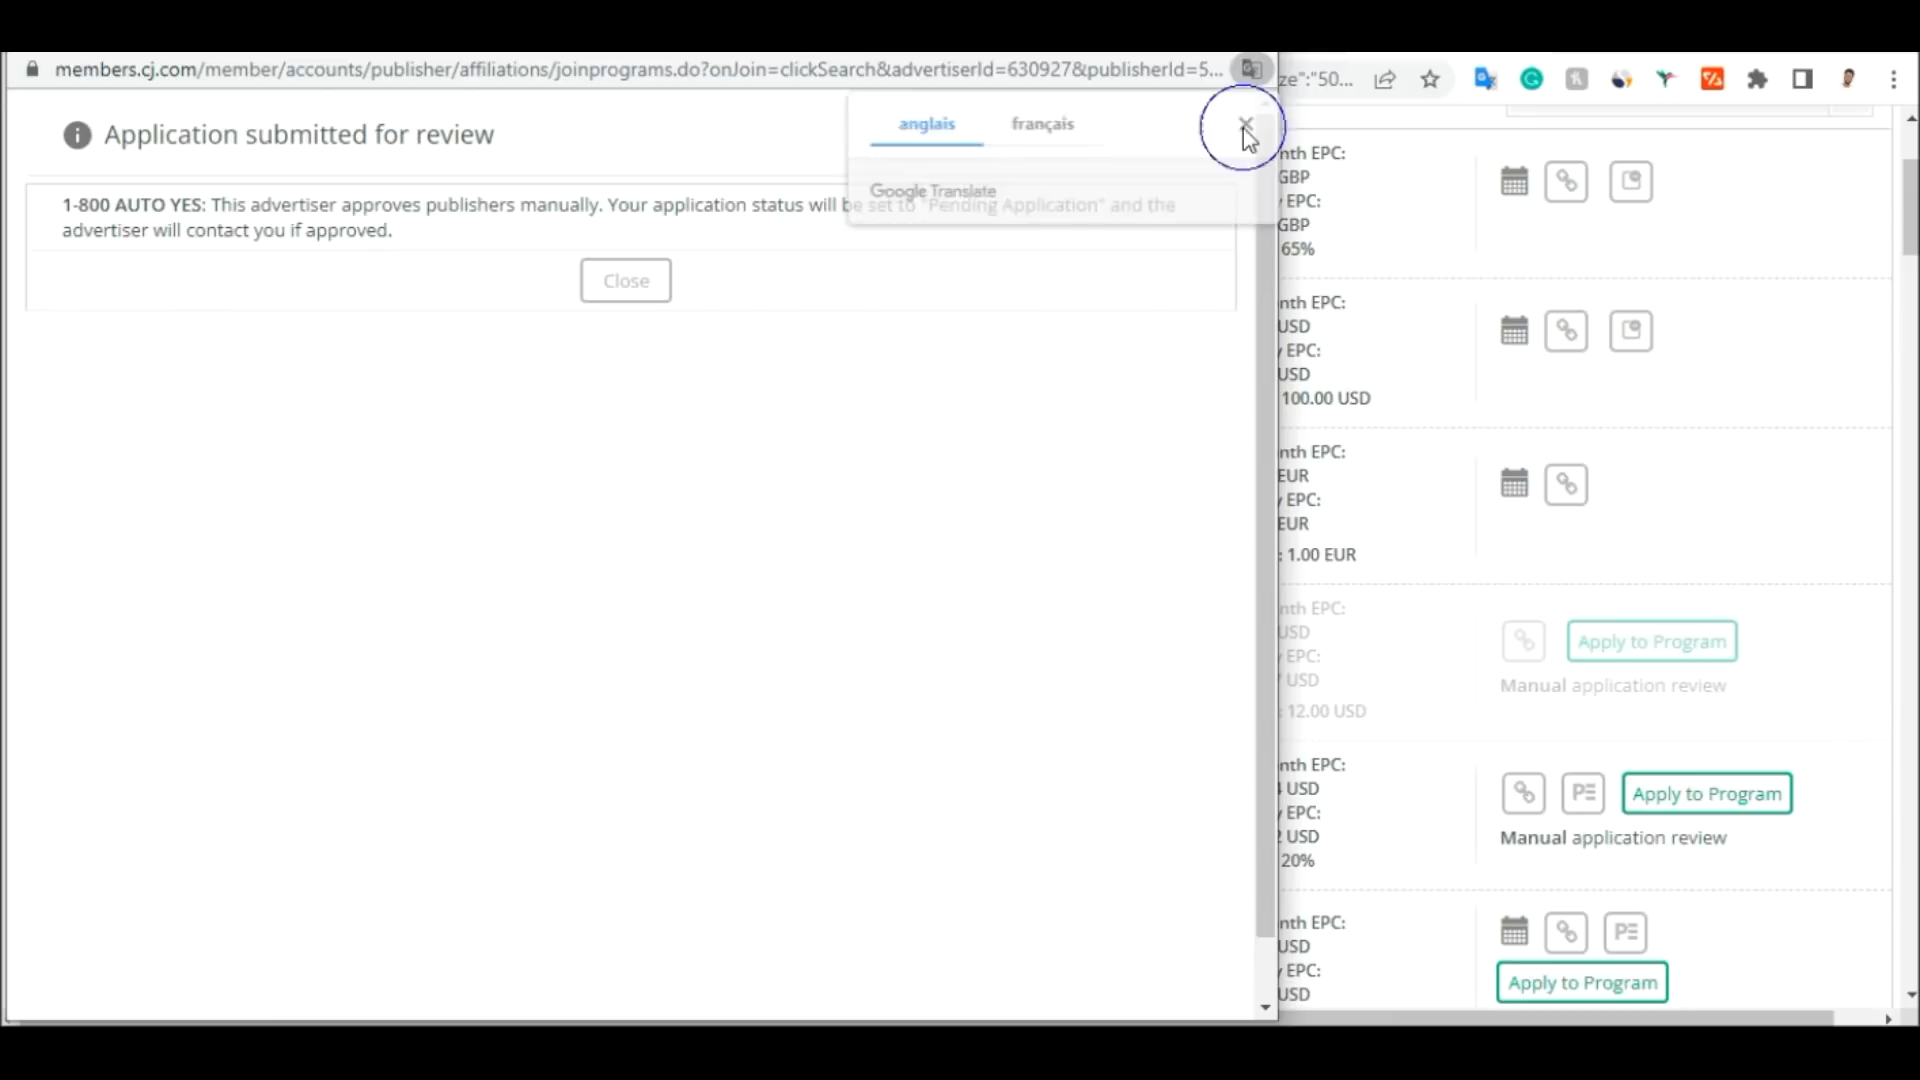 members.cj.com/member/accounts/publisher/affiliations/joinprograms.do?onJoin=clickSearch&advertiserId=630927&publisherId=5...
ze":"50...
anglais français
Application submitted for review
Google Translate
1-800 AUTO YES: This advertiser approves publishers manually. Your application status will be set to "Pending Application" and the
advertiser will contact you if approved.
Close
nth EPC:
GBP
EPC:
GBP
65%
nth EPC:
USD
EPC:
USD
100.00 USD
nth EPC:
EUR
EPC:
EUR
: 1.00 EUR
nth EPC:
USD
EPC:
USD
: 12.00 USD
Apply to Program
Manual application review
nth EPC:
USD
EPC:
USD
20%
Apply to Program
Manual application review
nth EPC:
USD
EPC:
USD
Apply to Program